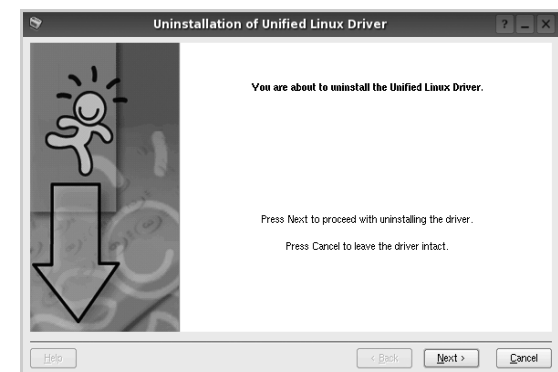 Uninstallation of Unified Linux Driver
You are about to uninstall the Unified Linux Driver.
Press Next to proceed with uninstalling the driver.
Press Cancel to leave the driver intact.
Help
< Back
Next >
Cancel